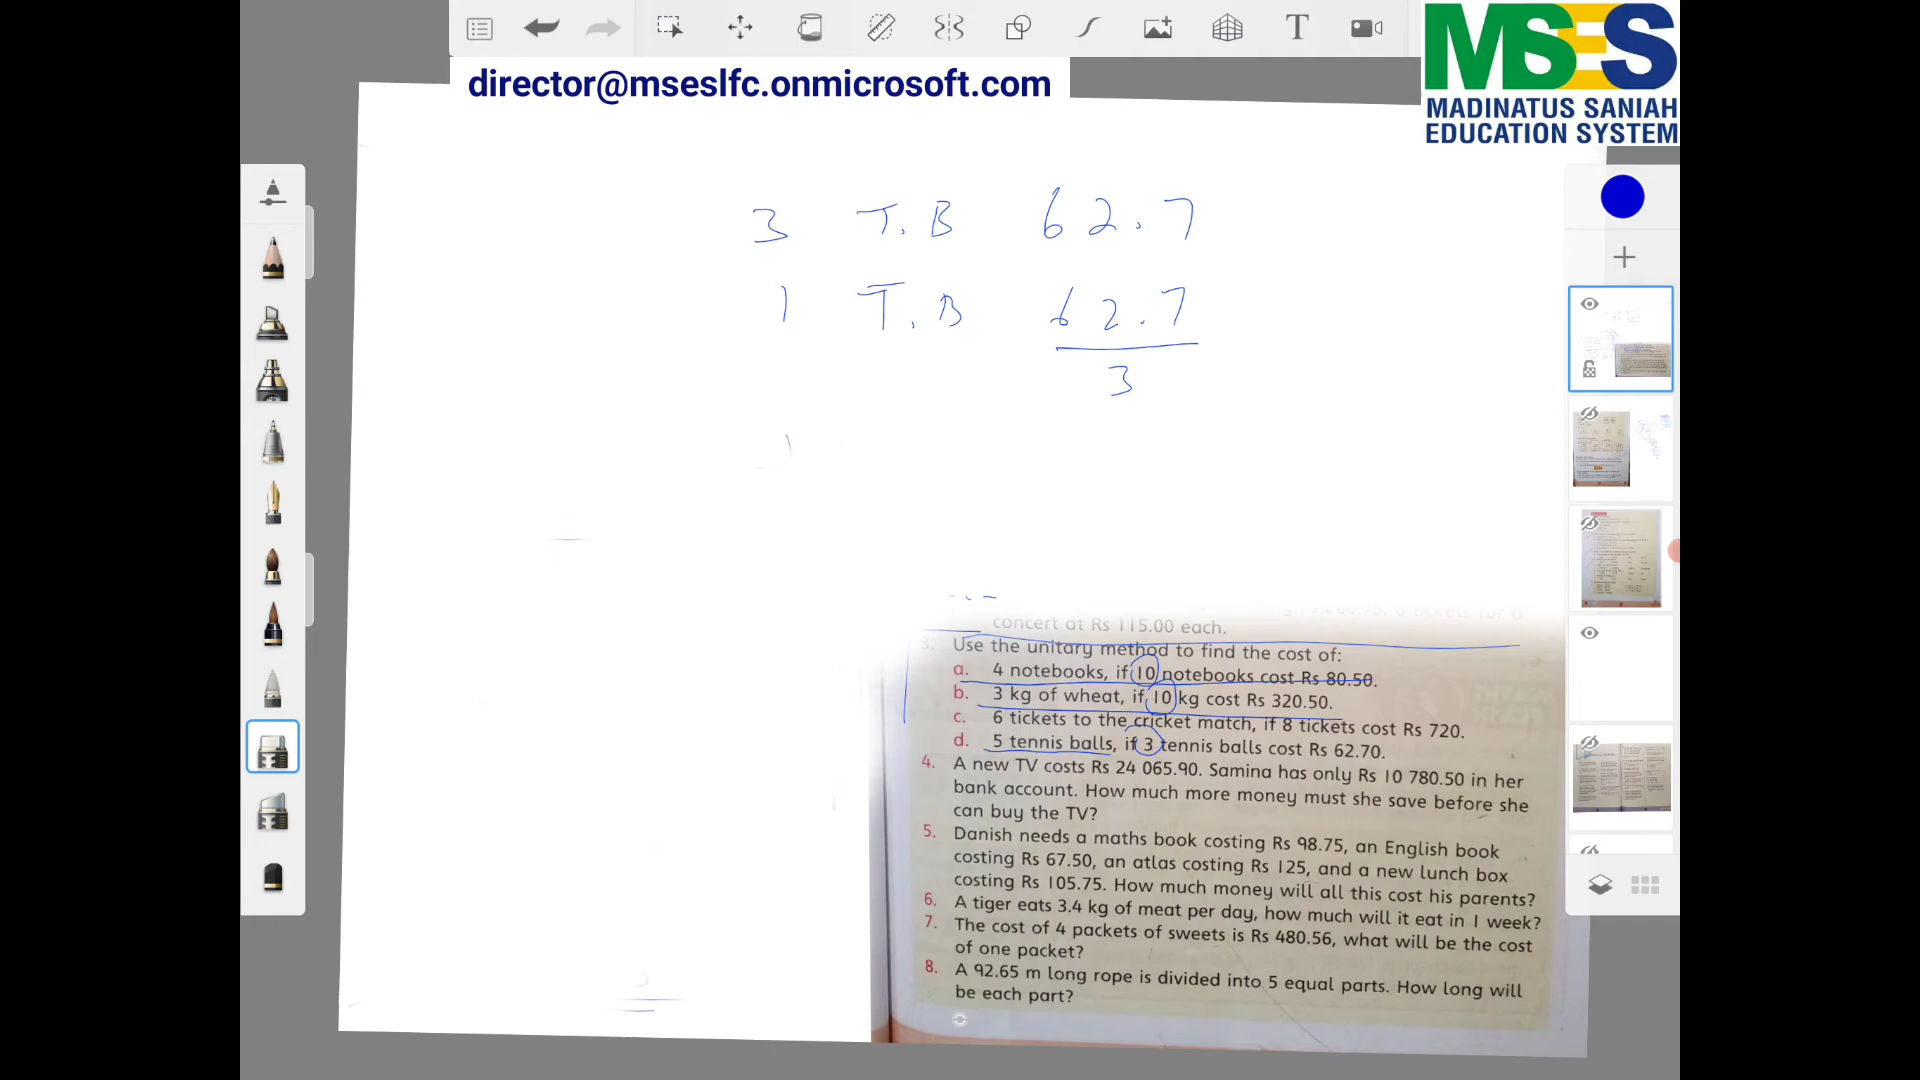 MSES
MADINATUS SANIAH
EDUCATION SYSTEM
director@mseslfc.onmicrosoft.com
3 T.B 62.7
1 T.B 62.7
3
concert at Rs 115.00 each.
3. Use the unitary method to find the cost of:
a. 4 notebooks, if 10 notebooks cost Rs 80.50.
b. 3 kg of wheat, if 10 kg cost Rs 320.50.
c. 6 tickets to the cricket match, if 8 tickets cost Rs 720.
d. 5 tennis balls, if 3 tennis balls cost Rs 62.70.
4. A new TV costs Rs 24 065.90. Samina has only Rs 10 780.50 in her
bank account. How much more money must she save before she
can buy the TV?
5. Danish needs a maths book costing Rs 98.75, an English book
costing Rs 67.50, an atlas costing Rs 125, and a new lunch box
costing Rs 105.75. How much money will all this cost his parents?
6. A tiger eats 3.4 kg of meat per day, how much will it eat in 1 week?
7. The cost of 4 packets of sweets is Rs 480.56, what will be the cost
of one packet?
8. A 92.65 m long rope is divided into 5 equal parts. How long will
be each part?